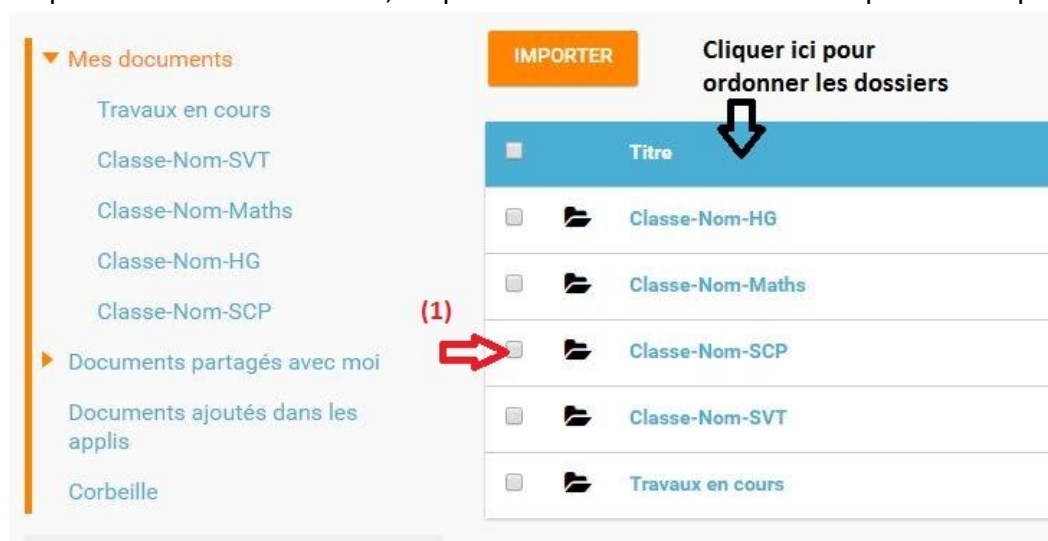 Mes documents
Travaux en cours
Classe-Nom-SVT
Classe-Nom-Maths
Classe-Nom-HG
Classe-Nom-SCP
Documents partagés avec moi
Documents ajoutés dans les
applis
Corbeille
(1)
IMPORTER
Cliquer ici pour
ordonner les dossiers
Titre
Classe-Nom-HG
Classe-Nom-Maths
Classe-Nom-SCP
Classe-Nom-SVT
Travaux en cours